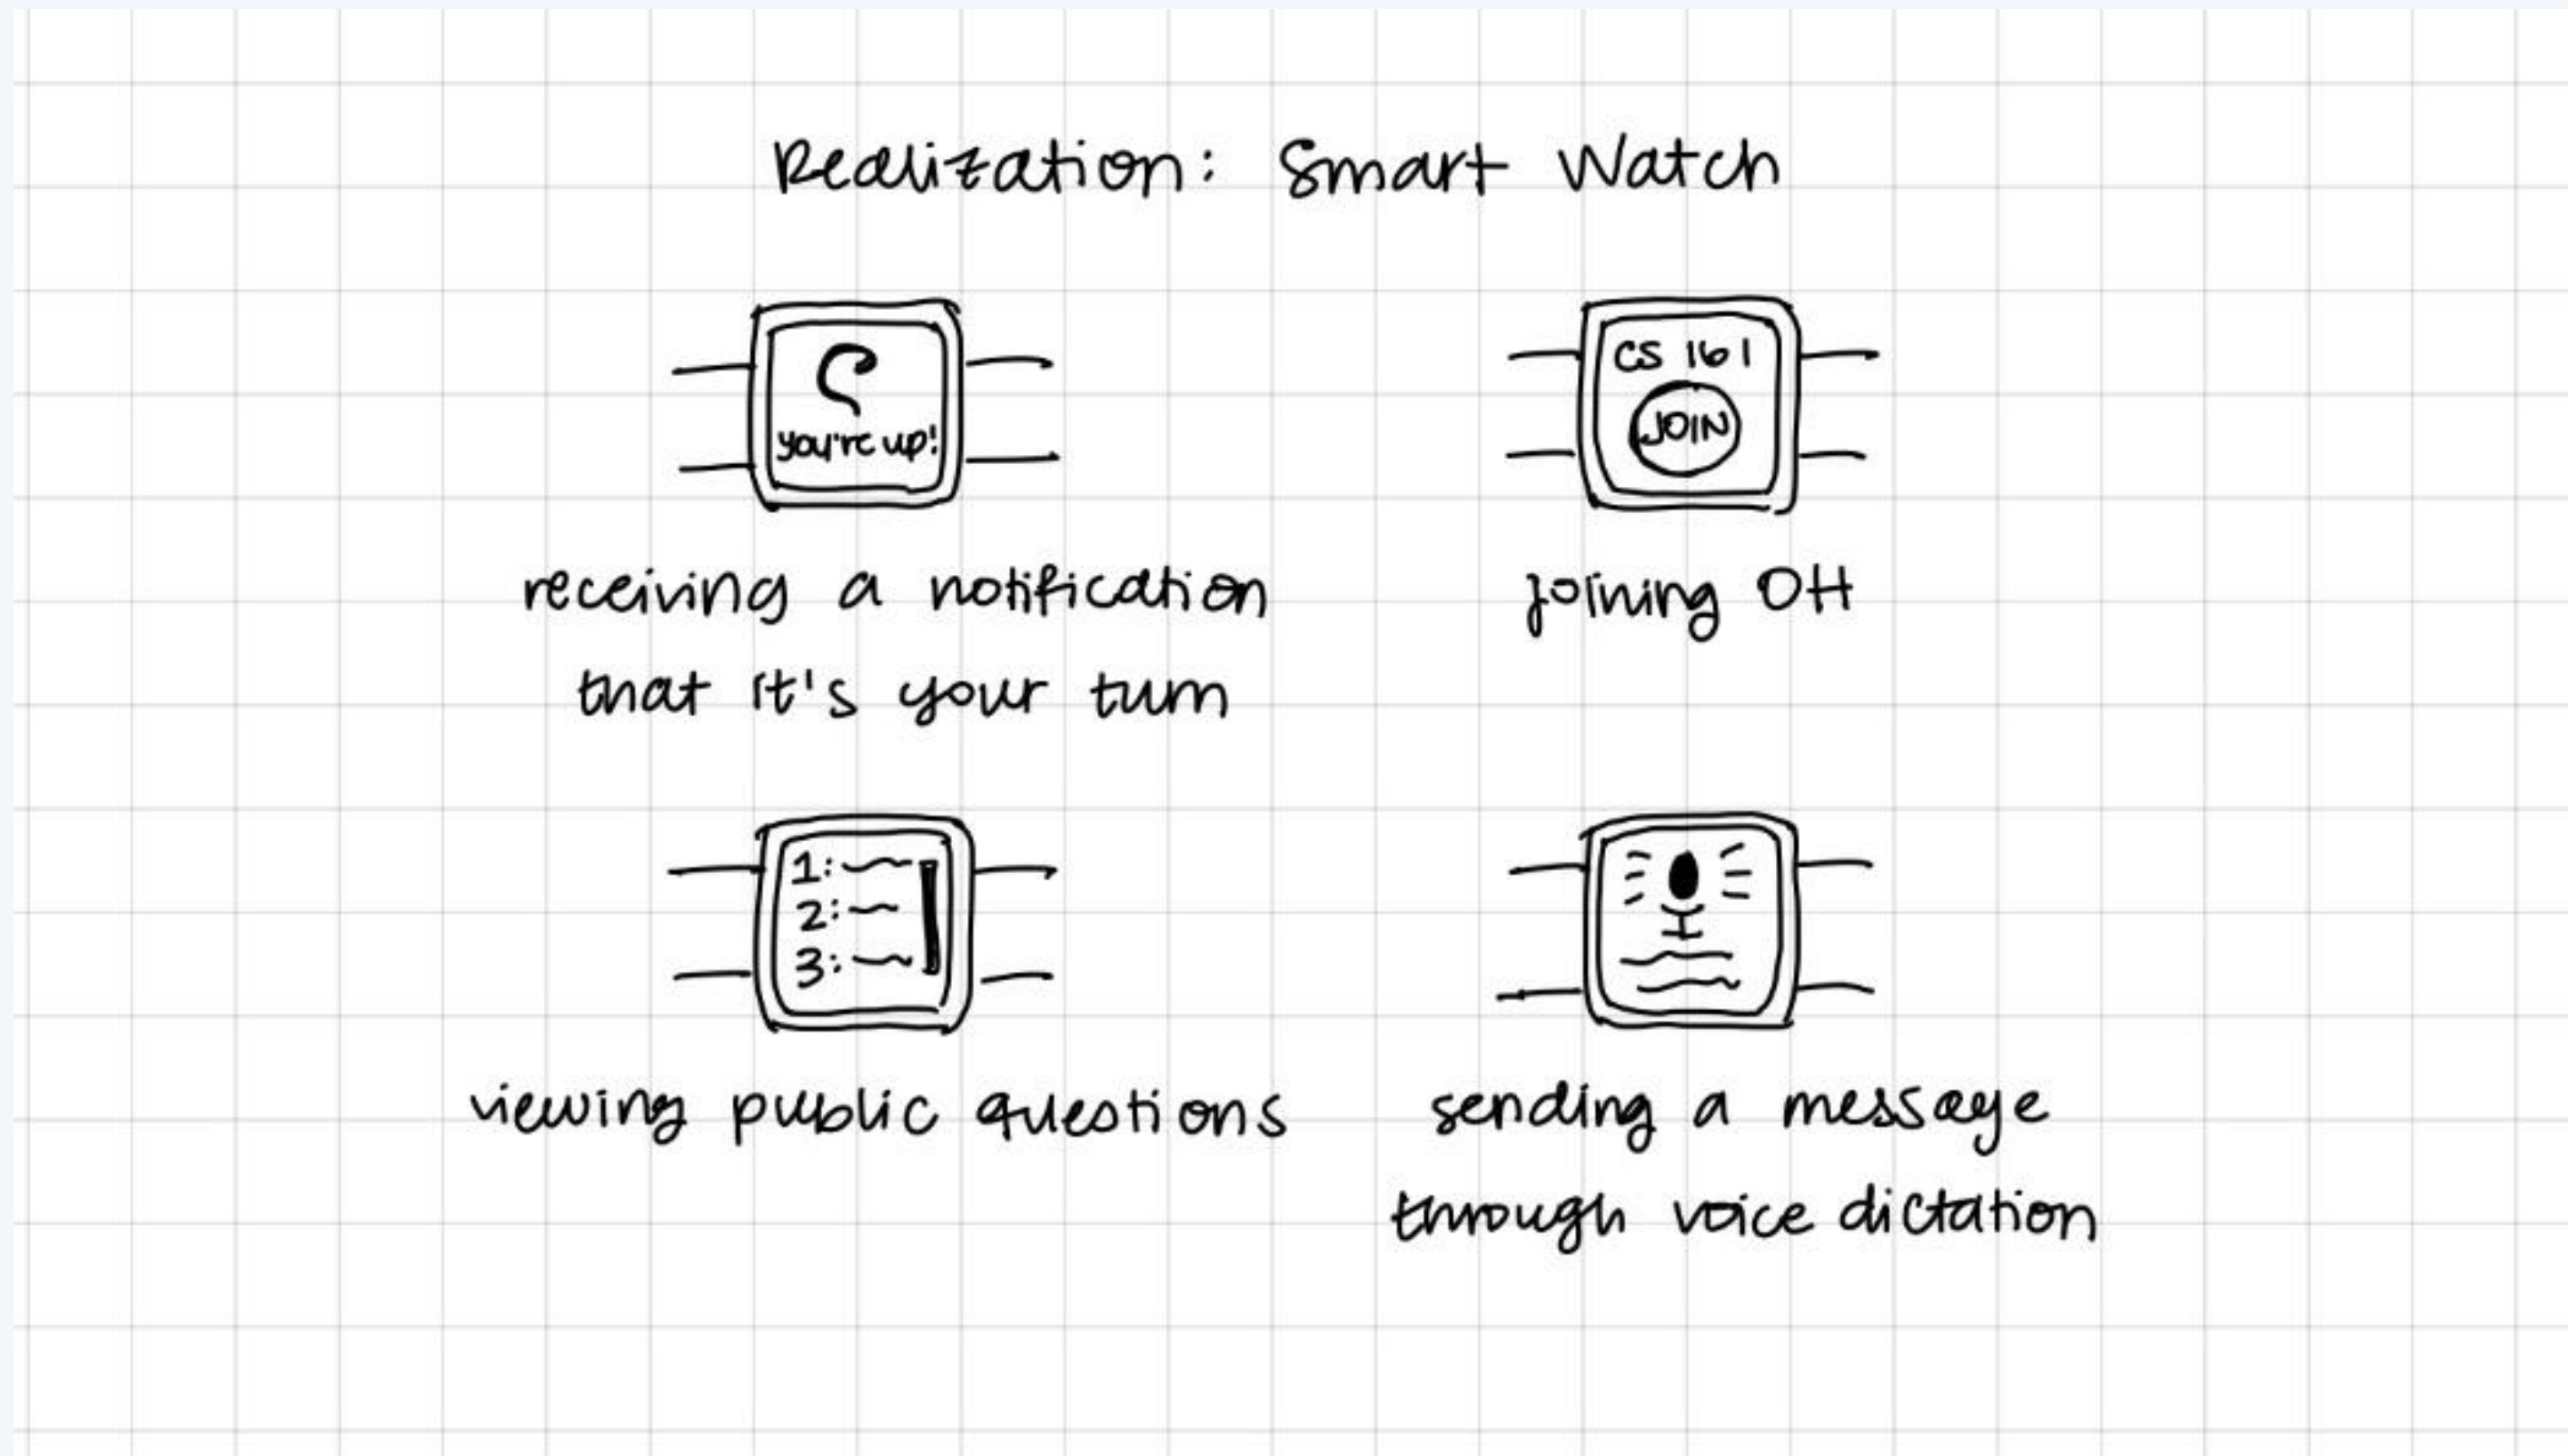 Realization: Smart Watch
you're up!
CS 161
JOIN
receiving a notification
that it's your turn
joining OH
1:
2:
3:
viewing public questions
sending a message
through voice dictation